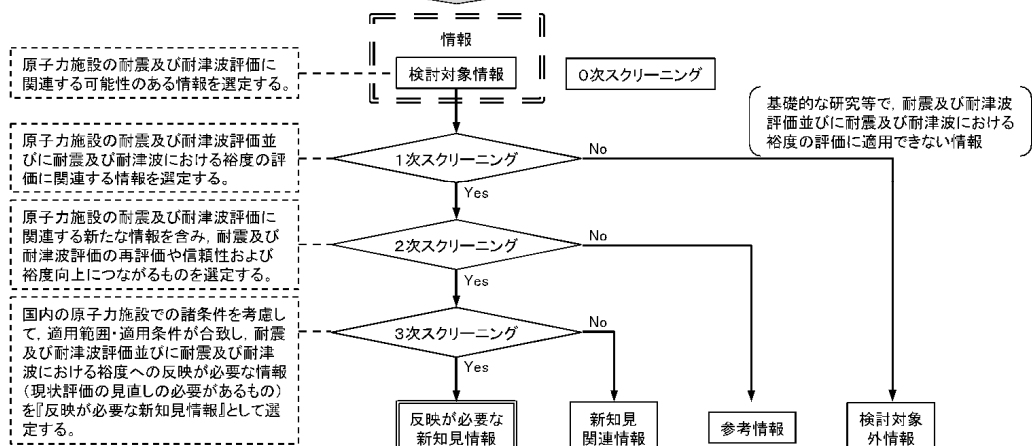 情報
検討対象情報
0次スクリーニング
原子力施設の耐震及び耐津波評価に
関連する可能性のある情報を選定する。
基礎的な研究等で，耐震及び耐津波
評価並びに耐震及び耐津波における
裕度の評価に適用できない情報
原子力施設の耐震及び耐津波評価並
びに耐震及び耐津波における裕度の評
価に関連する情報を選定する。
1次スクリーニング
No
Yes
原子力施設の耐震及び耐津波評価に
関連する新たな情報を含み，耐震及び
耐津波評価の再評価や信頼性および
裕度向上につながるものを選定する。
2次スクリーニング
No
Yes
国内の原子力施設での諸条件を考慮し
て，適用範囲・適用条件が合致し，耐震
及び耐津波評価並びに耐震及び耐津
波における裕度への反映が必要な情報
（現状評価の見直しの必要があるもの）
を『反映が必要な新知見情報』として選
定する。
3次スクリーニング
No
Yes
反映が必要な
新知見情報
新知見
関連情報
参考情報
検討対象
外情報